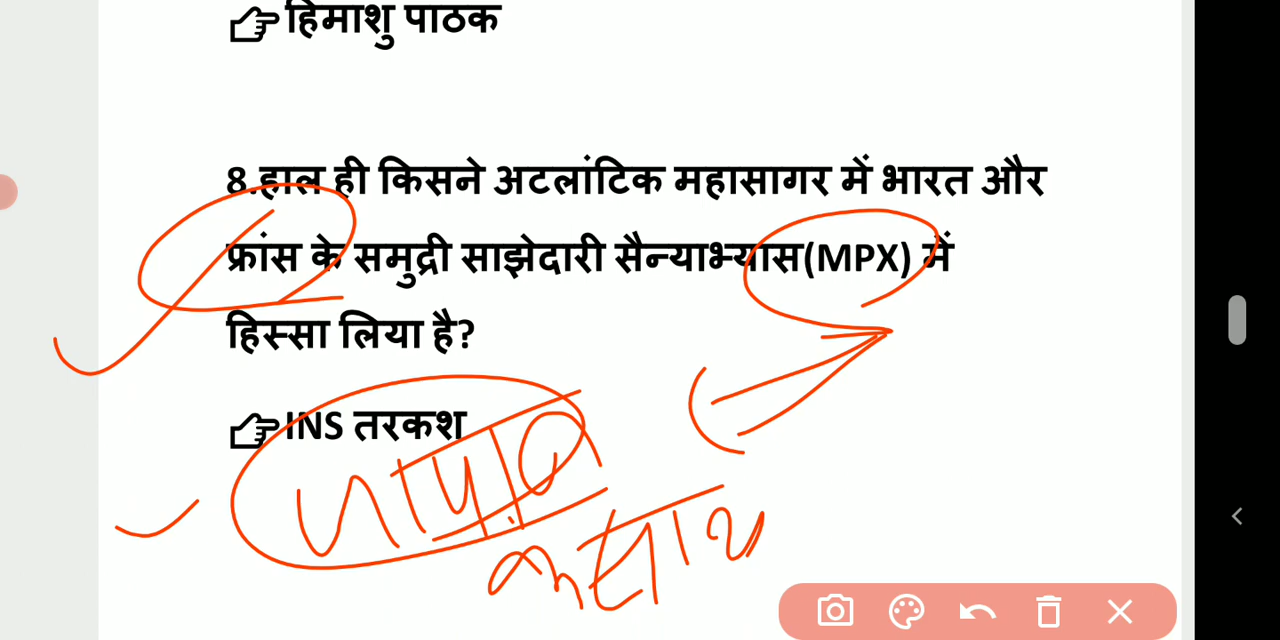 हिमाशु पाठक
8.हाल ही किसने अटलांटिक महासागर में भारत और
फ्रांस के समुद्री साझेदारी सैन्याभ्यास(MPX) में
हिस्सा लिया है?
INS तरकश